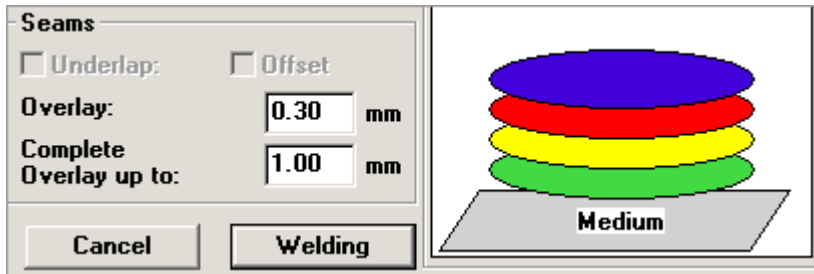 Seams
Underlap: Offset
Overlay: 0.30 mm
Complete
Overlay up to: 1.00 mm
Cancel Welding
Medium